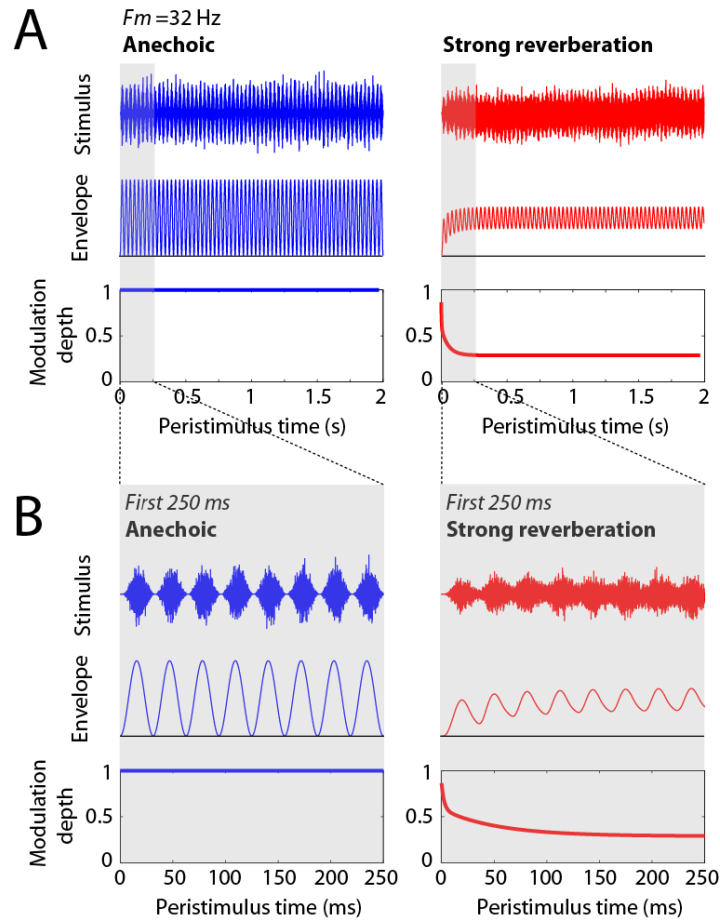 A
Fm =32 Hz
Anechoic
Strong reverberation
Stimulus
Envelope
Modulation
depth
1
0.5
0
0 0.5 1 1.5 2
Peristimulus time (s)
1
0.5
0
0 0.5 1 1.5 2
Peristimulus time (s)
B
First 250 ms
Anechoic
First 250 ms
Strong reverberation
Stimulus
Envelope
Modulation
depth
1
0.5
0
0 50 100 150 200 250
Peristimulus time (ms)
1
0.5
0
0 50 100 150 200 250
Peristimulus time (ms)